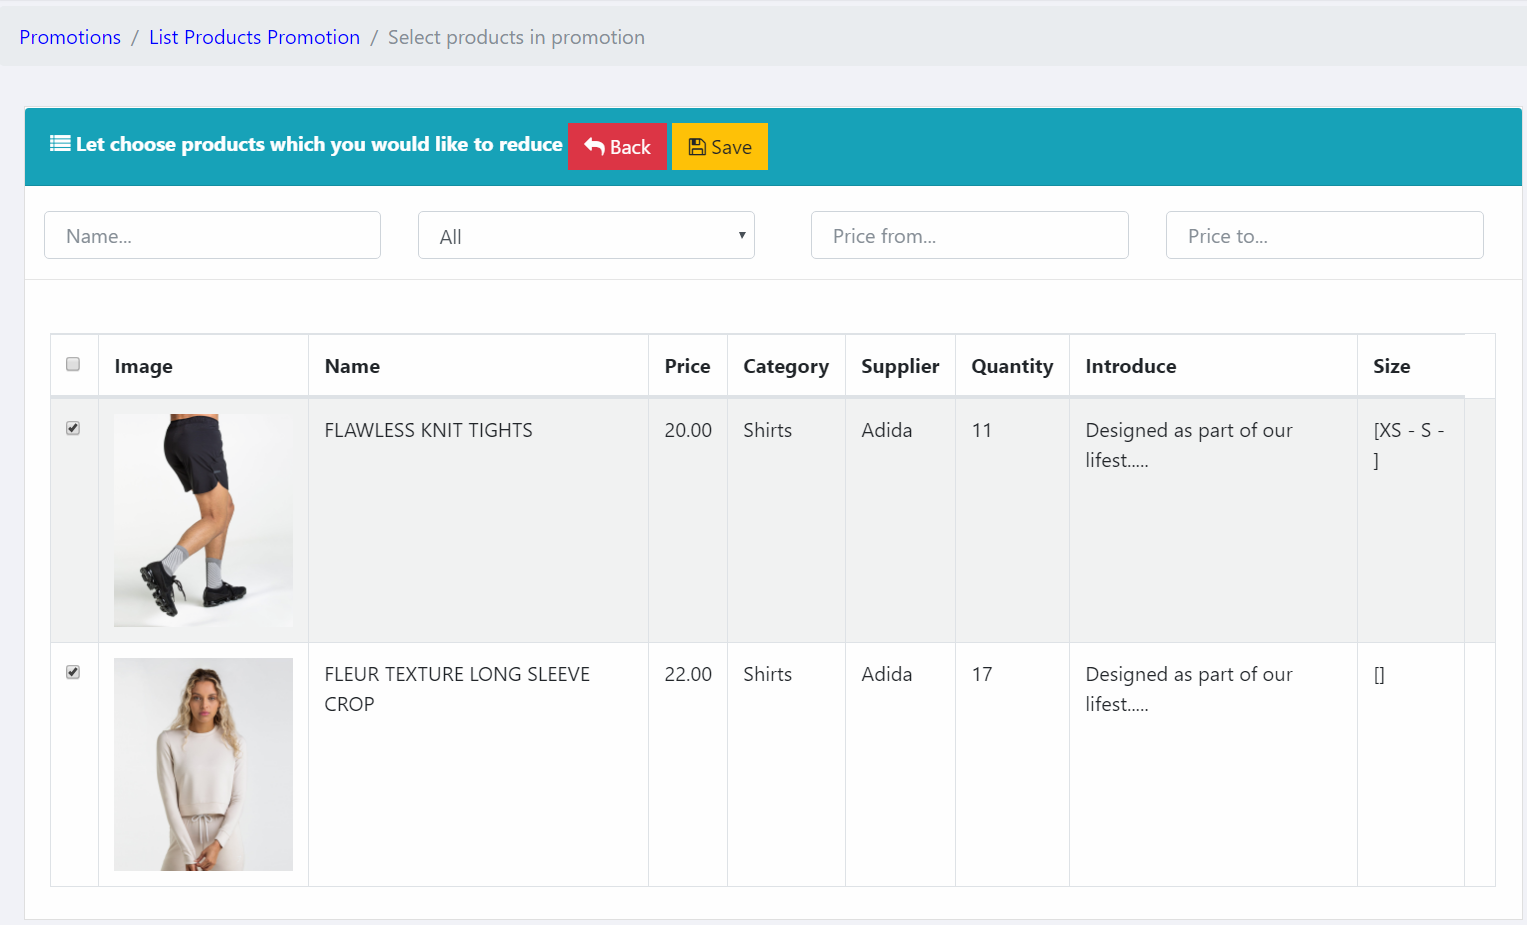 Promotions / List Products Promotion / Select products in promotion
Let choose products which you would like to reduce Back Save
Name... All Price from... Price to...
Image Name Price Category Supplier Quantity Introduce Size
FLAWLESS KNIT TIGHTS 20.00 Shirts Adida 11 Designed as part of our [XS - S -
lifest..... ]
FLEUR TEXTURE LONG SLEEVE 22.00 Shirts Adida 17 Designed as part of our []
CROP lifest.....